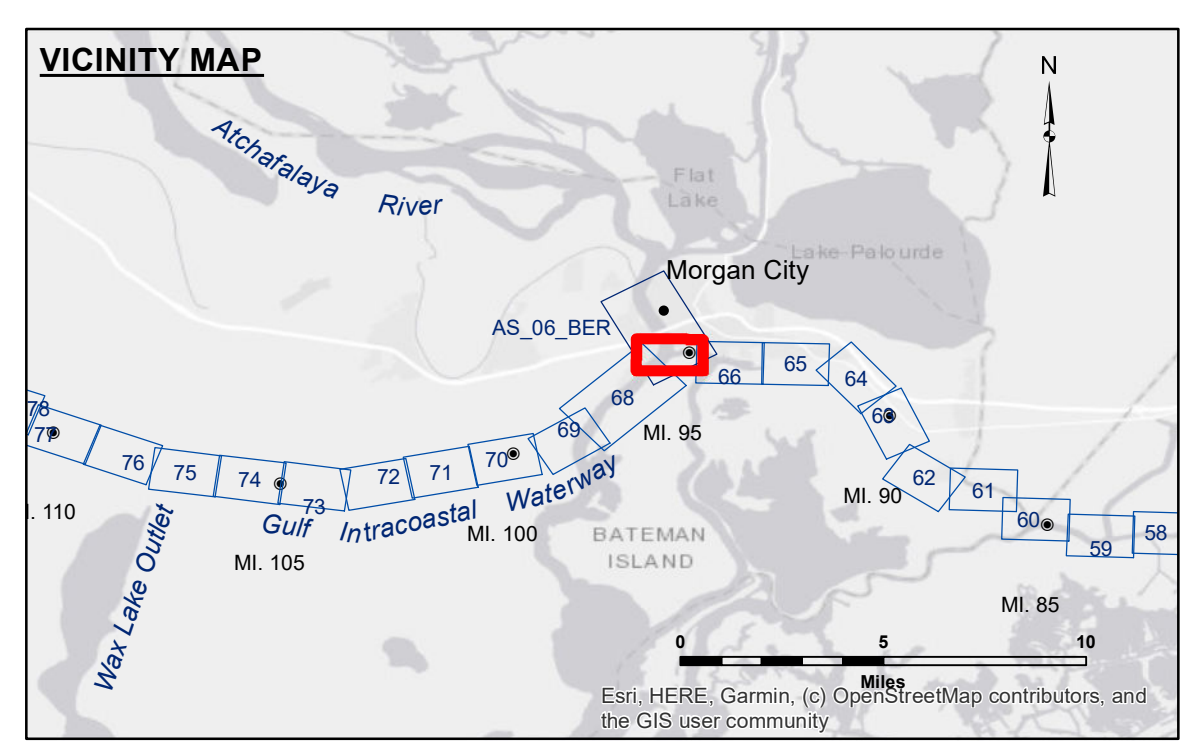 VICINITY MAP
N
Atchafalaya
River
Flat
Lake
Lake Palourde
Morgan City
AS_06_BER
66
65
64
63
62
61
60
59
58
68
69
70
71
72
73
74
75
76
77
78
MI. 95
MI. 90
MI. 85
MI. 100
MI. 105
. 110
Gulf Intracoastal Waterway
Wax Lake Outlet
BATEMAN
ISLAND
0 5 10
Miles
Esri, HERE, Garmin, (c) OpenStreetMap contributors, and
the GIS user community